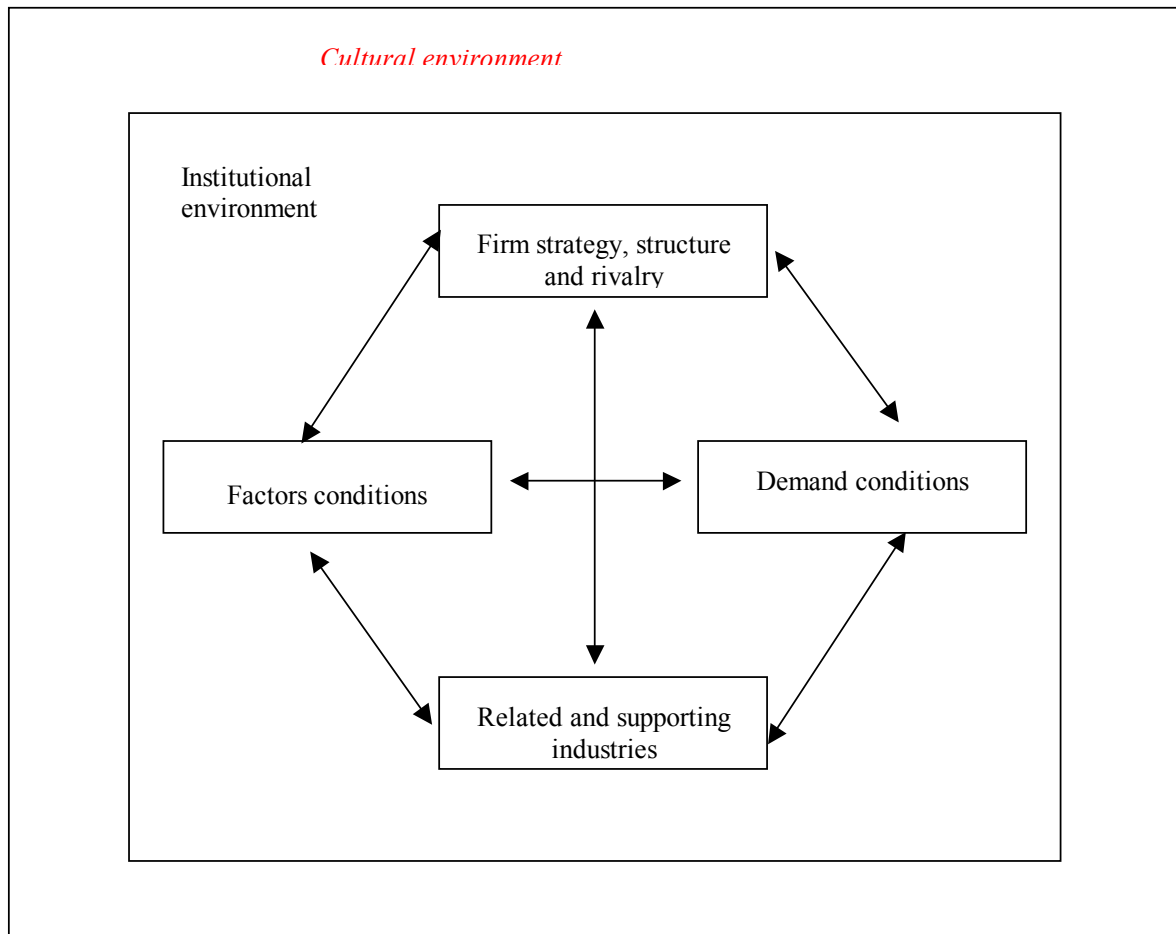 Cultural environment
Institutional
environment
Firm strategy, structure
and rivalry
Factors conditions
Demand conditions
Related and supporting
industries